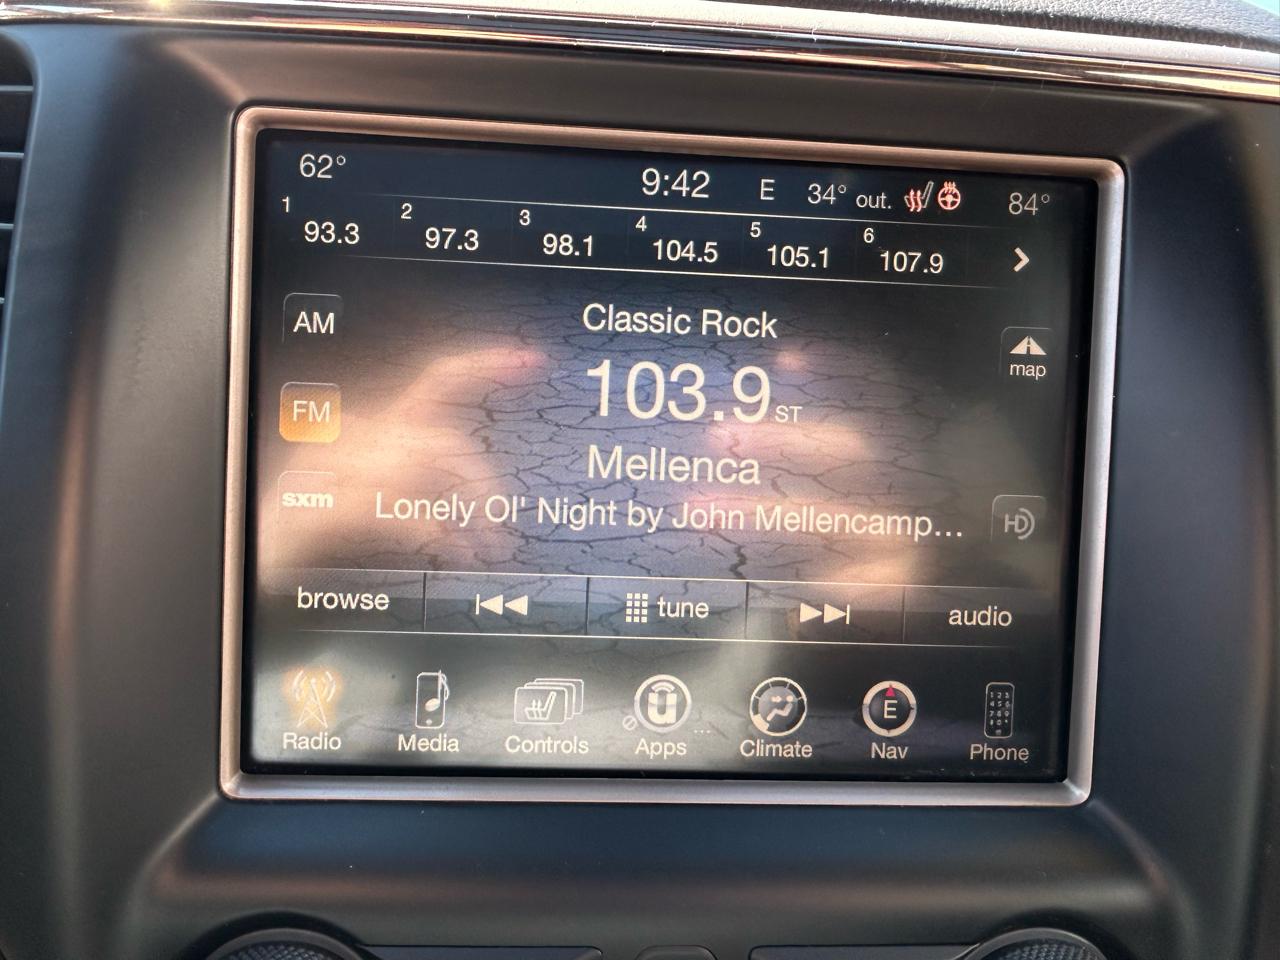 62° 9:42 E 34° out. 84°
1 93.3 2 97.3 3 98.1 4 104.5 5 105.1 6 107.9
AM
Classic Rock
map
103.9 ST
FM
Mellenca
sxm
Lonely Ol' Night by John Mellencamp...
HD
browse tune audio
E
Radio Media Controls Apps ... Climate Nav Phone